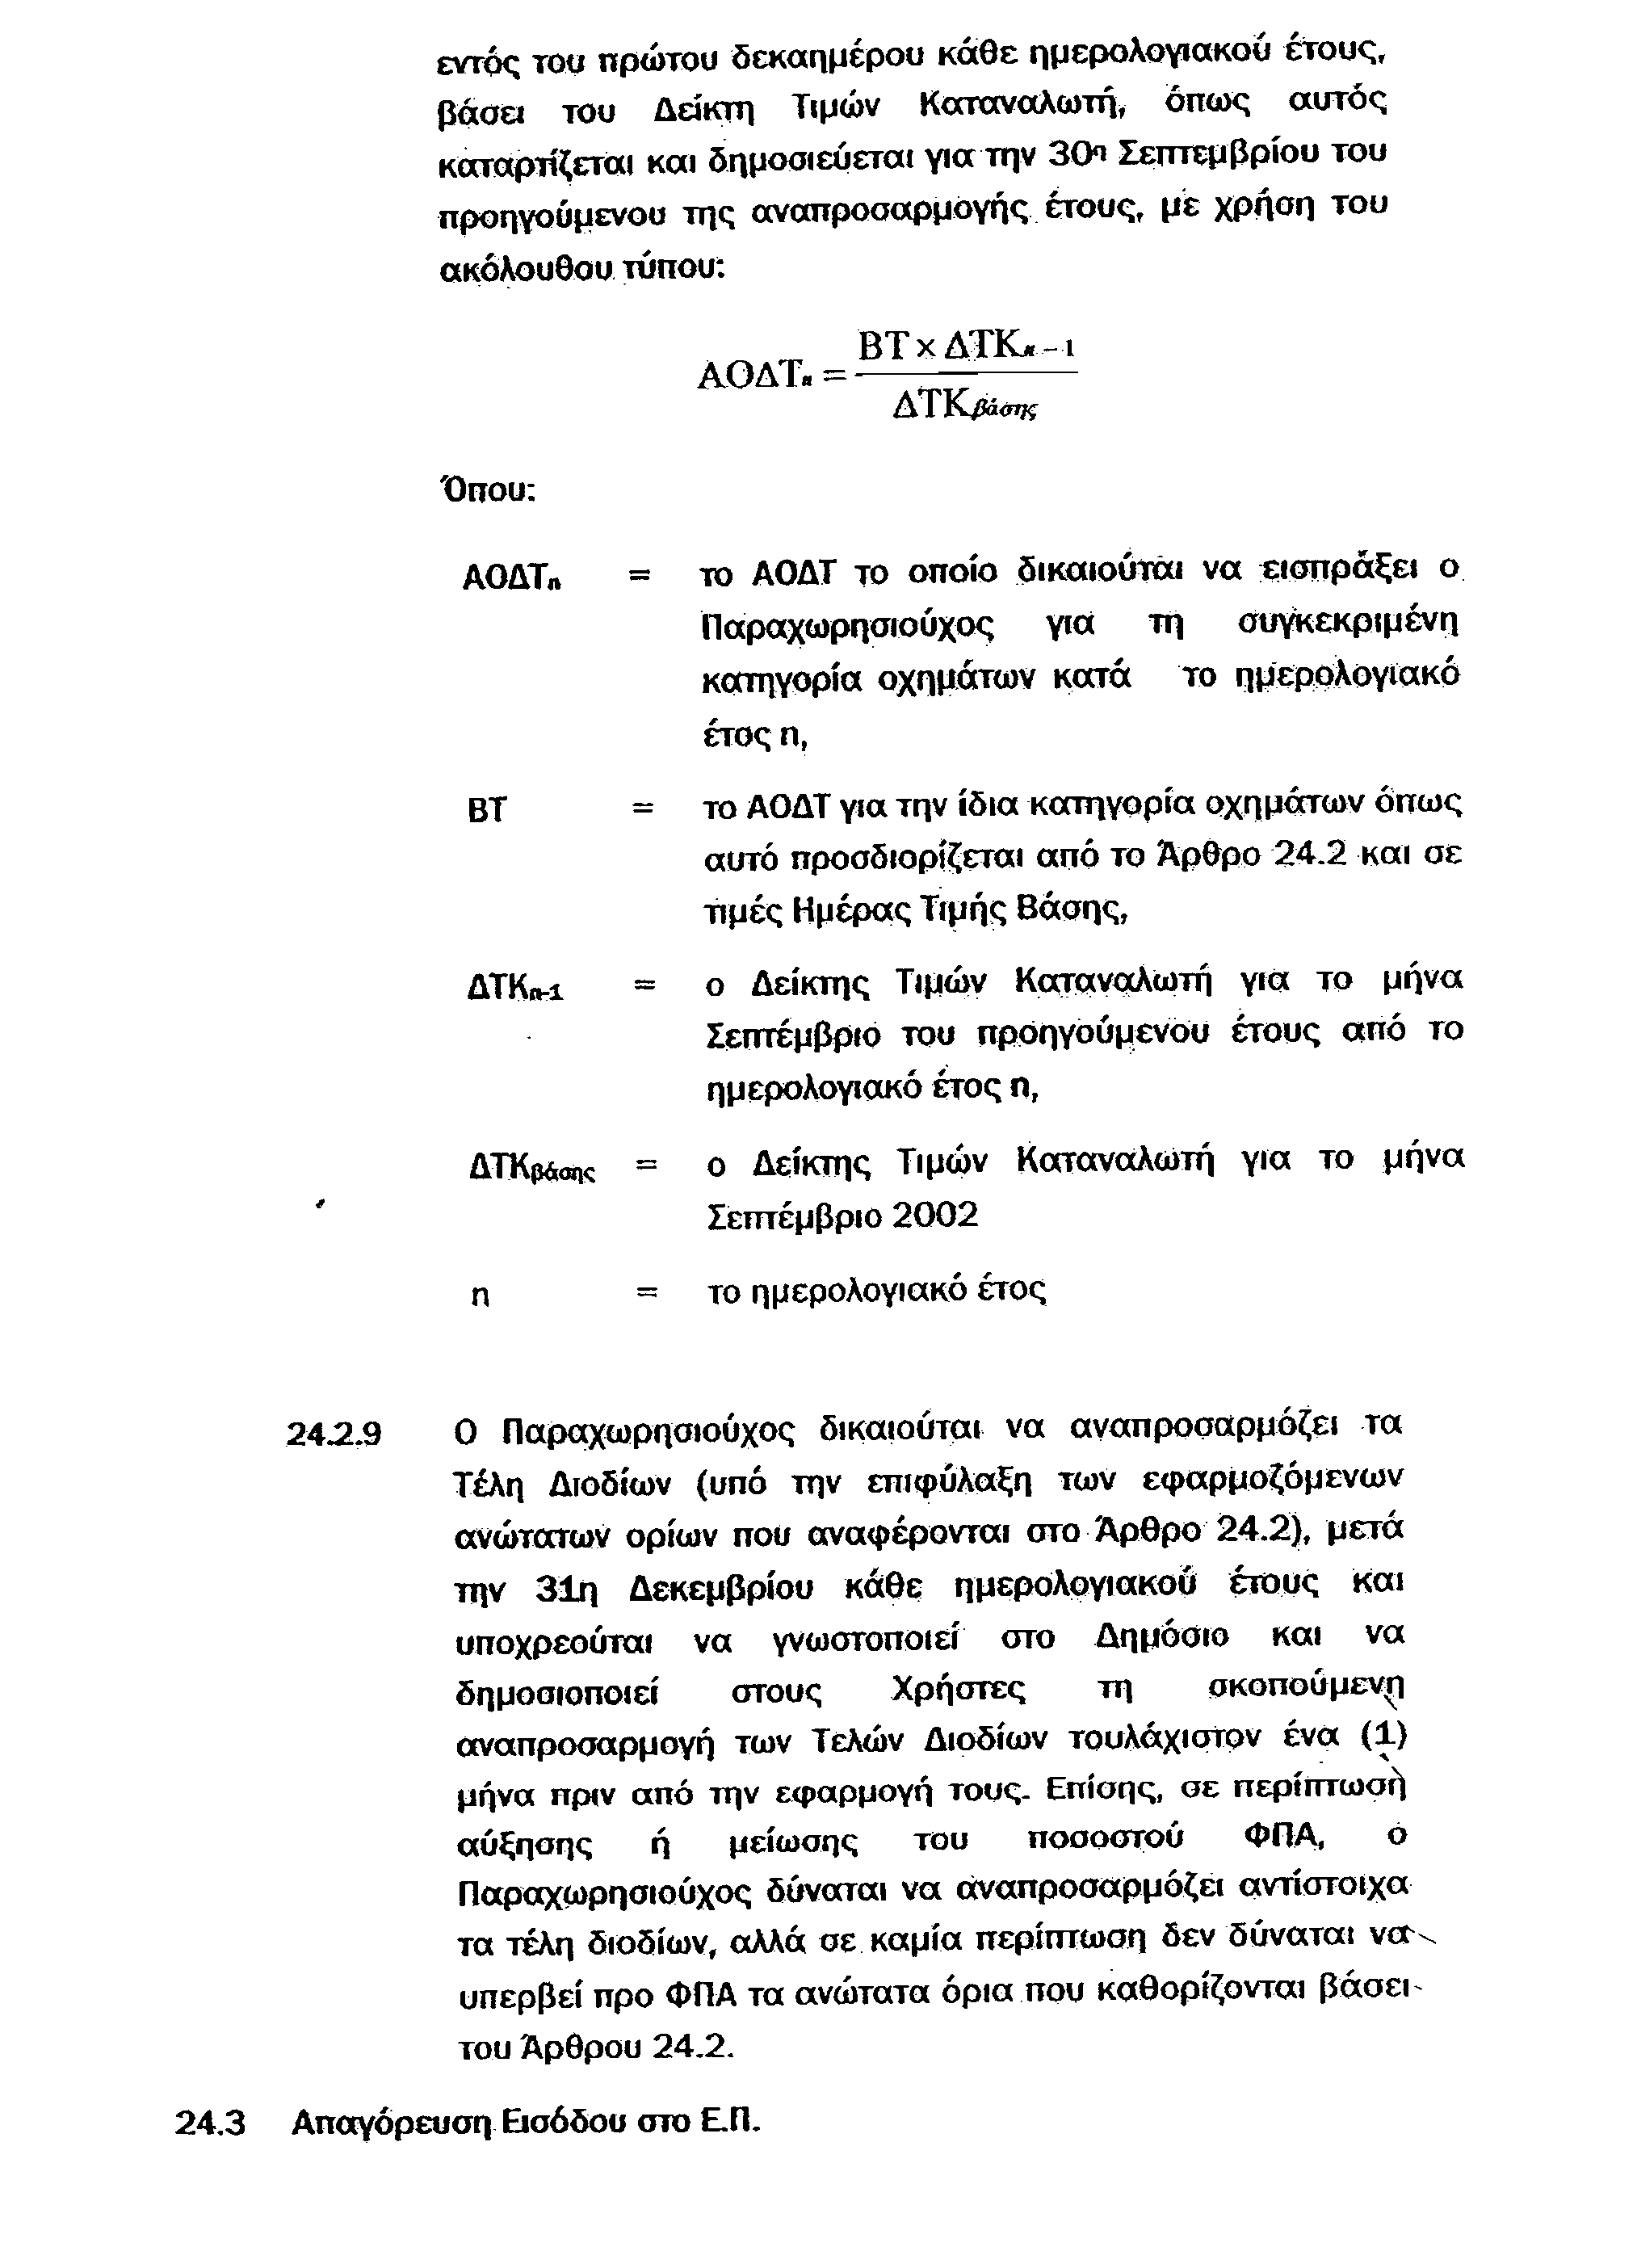 εντός του πρώτου δεκαημέρου κάθε ημερολογιακού έτους,
βάσει του Δείκτη Τιμών Καταναλωτή, όπως αυτός
καταρτίζεται και δημοσιεύεται για την 30η Σεπτεμβρίου του
προηγούμενου της αναπροσαρμογής έτους, με χρήση του
ακόλουθου τύπου:
ΑΟΔΤn = ΒΤ x ΔΤΚn-1
ΔΤΚβάσης
Όπου:
ΑΟΔΤn = το ΑΟΔΤ το οποίο δικαιούται να εισπράξει ο
Παραχωρησιούχος για τη συγκεκριμένη
κατηγορία οχημάτων κατά το ημερολογιακό
έτος n,
ΒΤ = το ΑΟΔΤ για την ίδια κατηγορία οχημάτων όπως
αυτό προσδιορίζεται από το Άρθρο 24.2 και σε
τιμές Ημέρας Τιμής Βάσης,
ΔΤΚn-1 = ο Δείκτης Τιμών Καταναλωτή για το μήνα
Σεπτέμβριο του προηγούμενου έτους από το
ημερολογιακό έτος n,
ΔΤΚβάσης = ο Δείκτης Τιμών Καταναλωτή για το μήνα
Σεπτέμβριο 2002
n = το ημερολογιακό έτος
24.2.9 Ο Παραχωρησιούχος δικαιούται να αναπροσαρμόζει τα
Τέλη Διοδίων (υπό την επιφύλαξη των εφαρμοζόμενων
ανώτατων ορίων που αναφέρονται στο Άρθρο 24.2), μετά
την 31η Δεκεμβρίου κάθε ημερολογιακού έτους και
υποχρεούται να γνωστοποιεί στο Δημόσιο και να
δημοσιοποιεί στους Χρήστες τη σκοπούμενη
αναπροσαρμογή των Τελών Διοδίων τουλάχιστον ένα (1)
μήνα πριν από την εφαρμογή τους. Επίσης, σε περίπτωση
αύξησης ή μείωσης του ποσοστού ΦΠΑ, ο
Παραχωρησιούχος δύναται να αναπροσαρμόζει αντίστοιχα
τα τέλη διοδίων, αλλά σε καμία περίπτωση δεν δύναται να
υπερβεί προ ΦΠΑ τα ανώτατα όρια που καθορίζονται βάσει
του Άρθρου 24.2.
24.3 Απαγόρευση Εισόδου στο Ε.Π.